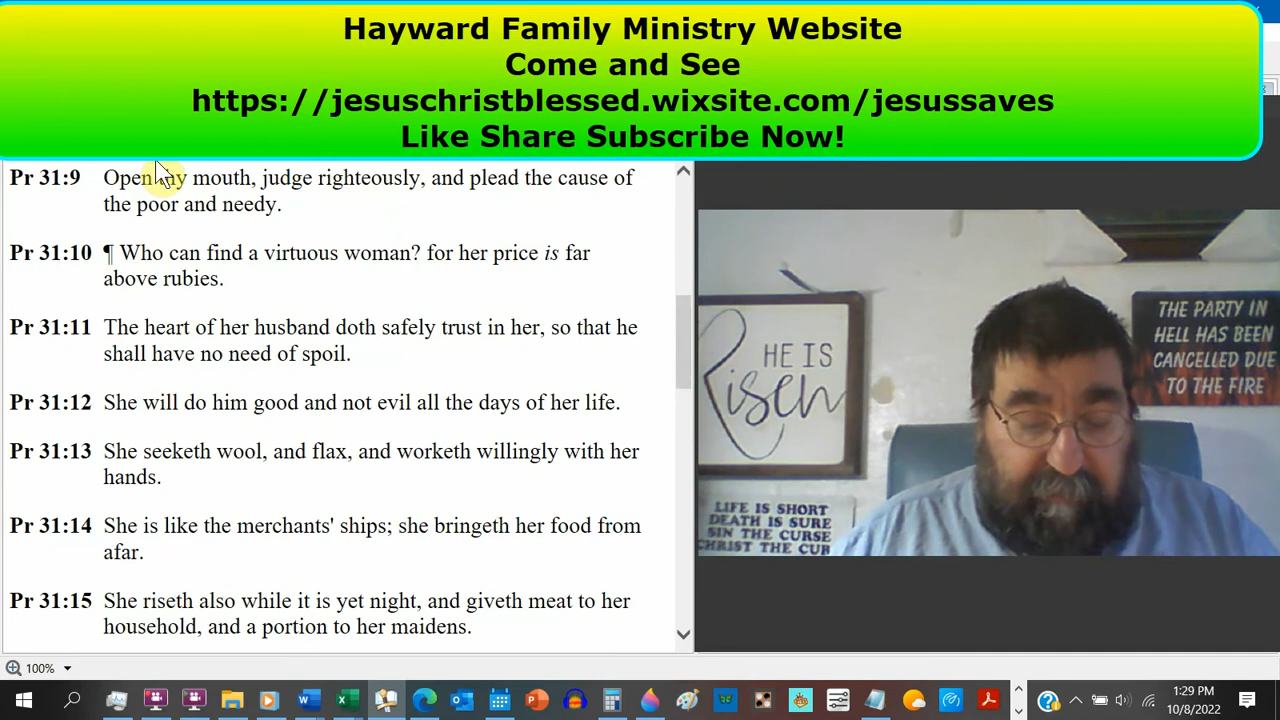 Hayward Family Ministry Website
Come and See
https://jesuschristblessed.wixsite.com/jesussaves
Like Share Subscribe Now!
Pr 31:9 Open my mouth, judge righteously, and plead the cause of
the poor and needy.
Pr 31:10 ¶ Who can find a virtuous woman? for her price is far
above rubies.
Pr 31:11 The heart of her husband doth safely trust in her, so that he
shall have no need of spoil.
Pr 31:12 She will do him good and not evil all the days of her life.
Pr 31:13 She seeketh wool, and flax, and worketh willingly with her
hands.
Pr 31:14 She is like the merchants' ships; she bringeth her food from
afar.
Pr 31:15 She riseth also while it is yet night, and giveth meat to her
household, and a portion to her maidens.
HE IS
Risen
THE PARTY IN
HELL HAS BEEN
CANCELLED DUE
TO THE FIRE
LIFE IS SHORT
DEATH IS SURE
SIN THE CURSE
CHRIST THE CUR
100%
1:29 PM
10/8/2022